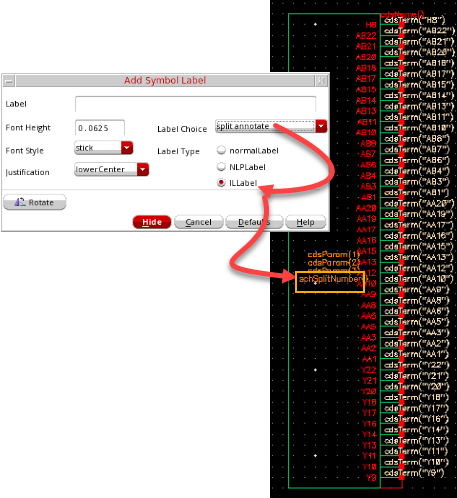 Add Symbol Label
Label
Font Height 0.0625
Label Choice split annotate
Font Style stick
Label Type normalLabel
NLPLabel
ILLabel
Justification lowerCenter
Rotate
Hide Cancel Defaults Help
cdsParam(1)
cdsParam(2)
H8 cdsTerm("H8")
AB22 cdsTerm("AB22")
AB21 cdsTerm("AB21")
AB20 cdsTerm("AB20")
AB18 cdsTerm("AB18")
AB17 cdsTerm("AB17")
AB15 cdsTerm("AB15")
AB14 cdsTerm("AB14")
AB13 cdsTerm("AB13")
AB11 cdsTerm("AB11")
AB10 cdsTerm("AB10")
AB8 cdsTerm("AB8")
AB7 cdsTerm("AB7")
AB6 cdsTerm("AB6")
AB4 cdsTerm("AB4")
AB3 cdsTerm("AB3")
AB1 cdsTerm("AB1")
AA20 cdsTerm("AA20")
AA19 cdsTerm("AA19")
AA17 cdsTerm("AA17")
AA16 cdsTerm("AA16")
AA15 cdsTerm("AA15")
AA13 cdsTerm("AA13")
AA12 cdsTerm("AA12")
cdsTerm("AA10")
AA9 cdsTerm("AA9")
AA8 cdsTerm("AA8")
AA6 cdsTerm("AA6")
AA5 cdsTerm("AA5")
AA3 cdsTerm("AA3")
AA2 cdsTerm("AA2")
AA1 cdsTerm("AA1")
Y22 cdsTerm("Y22")
Y21 cdsTerm("Y21")
Y20 cdsTerm("Y20")
Y18 cdsTerm("Y18")
Y17 cdsTerm("Y17")
Y16 cdsTerm("Y16")
Y14 cdsTerm("Y14")
Y13 cdsTerm("Y13")
Y11 cdsTerm("Y11")
Y10 cdsTerm("Y10")
Y9 cdsTerm("Y9")